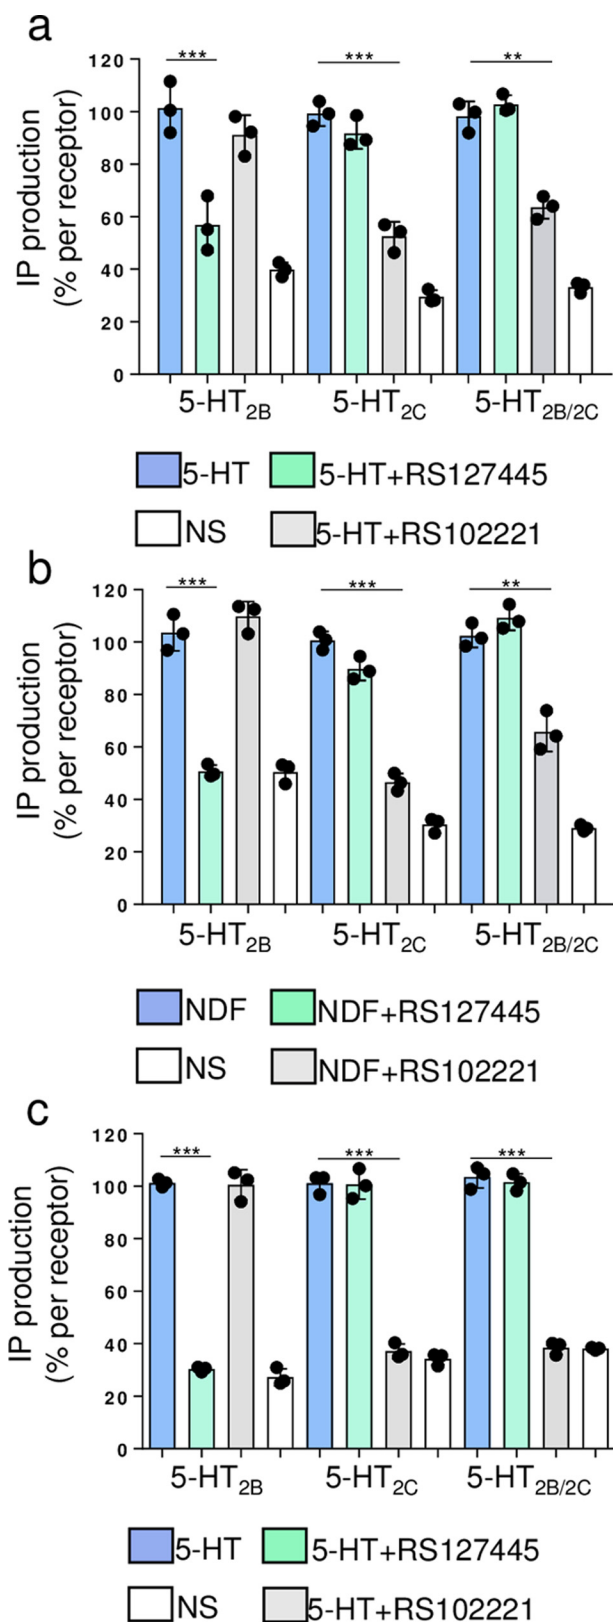 a
***
***
**
120
100
80
60
40
20
0
IP production
(% per receptor)
5-HT2B
5-HT2C
5-HT2B/2C
5-HT
5-HT+RS127445
NS
5-HT+RS102221
b
***
***
**
120
100
80
60
40
20
0
IP production
(% per receptor)
5-HT2B
5-HT2C
5-HT2B/2C
NDF
NDF+RS127445
NS
NDF+RS102221
c
***
***
***
120
100
80
60
40
20
0
IP production
(% per receptor)
5-HT2B
5-HT2C
5-HT2B/2C
5-HT
5-HT+RS127445
NS
5-HT+RS102221